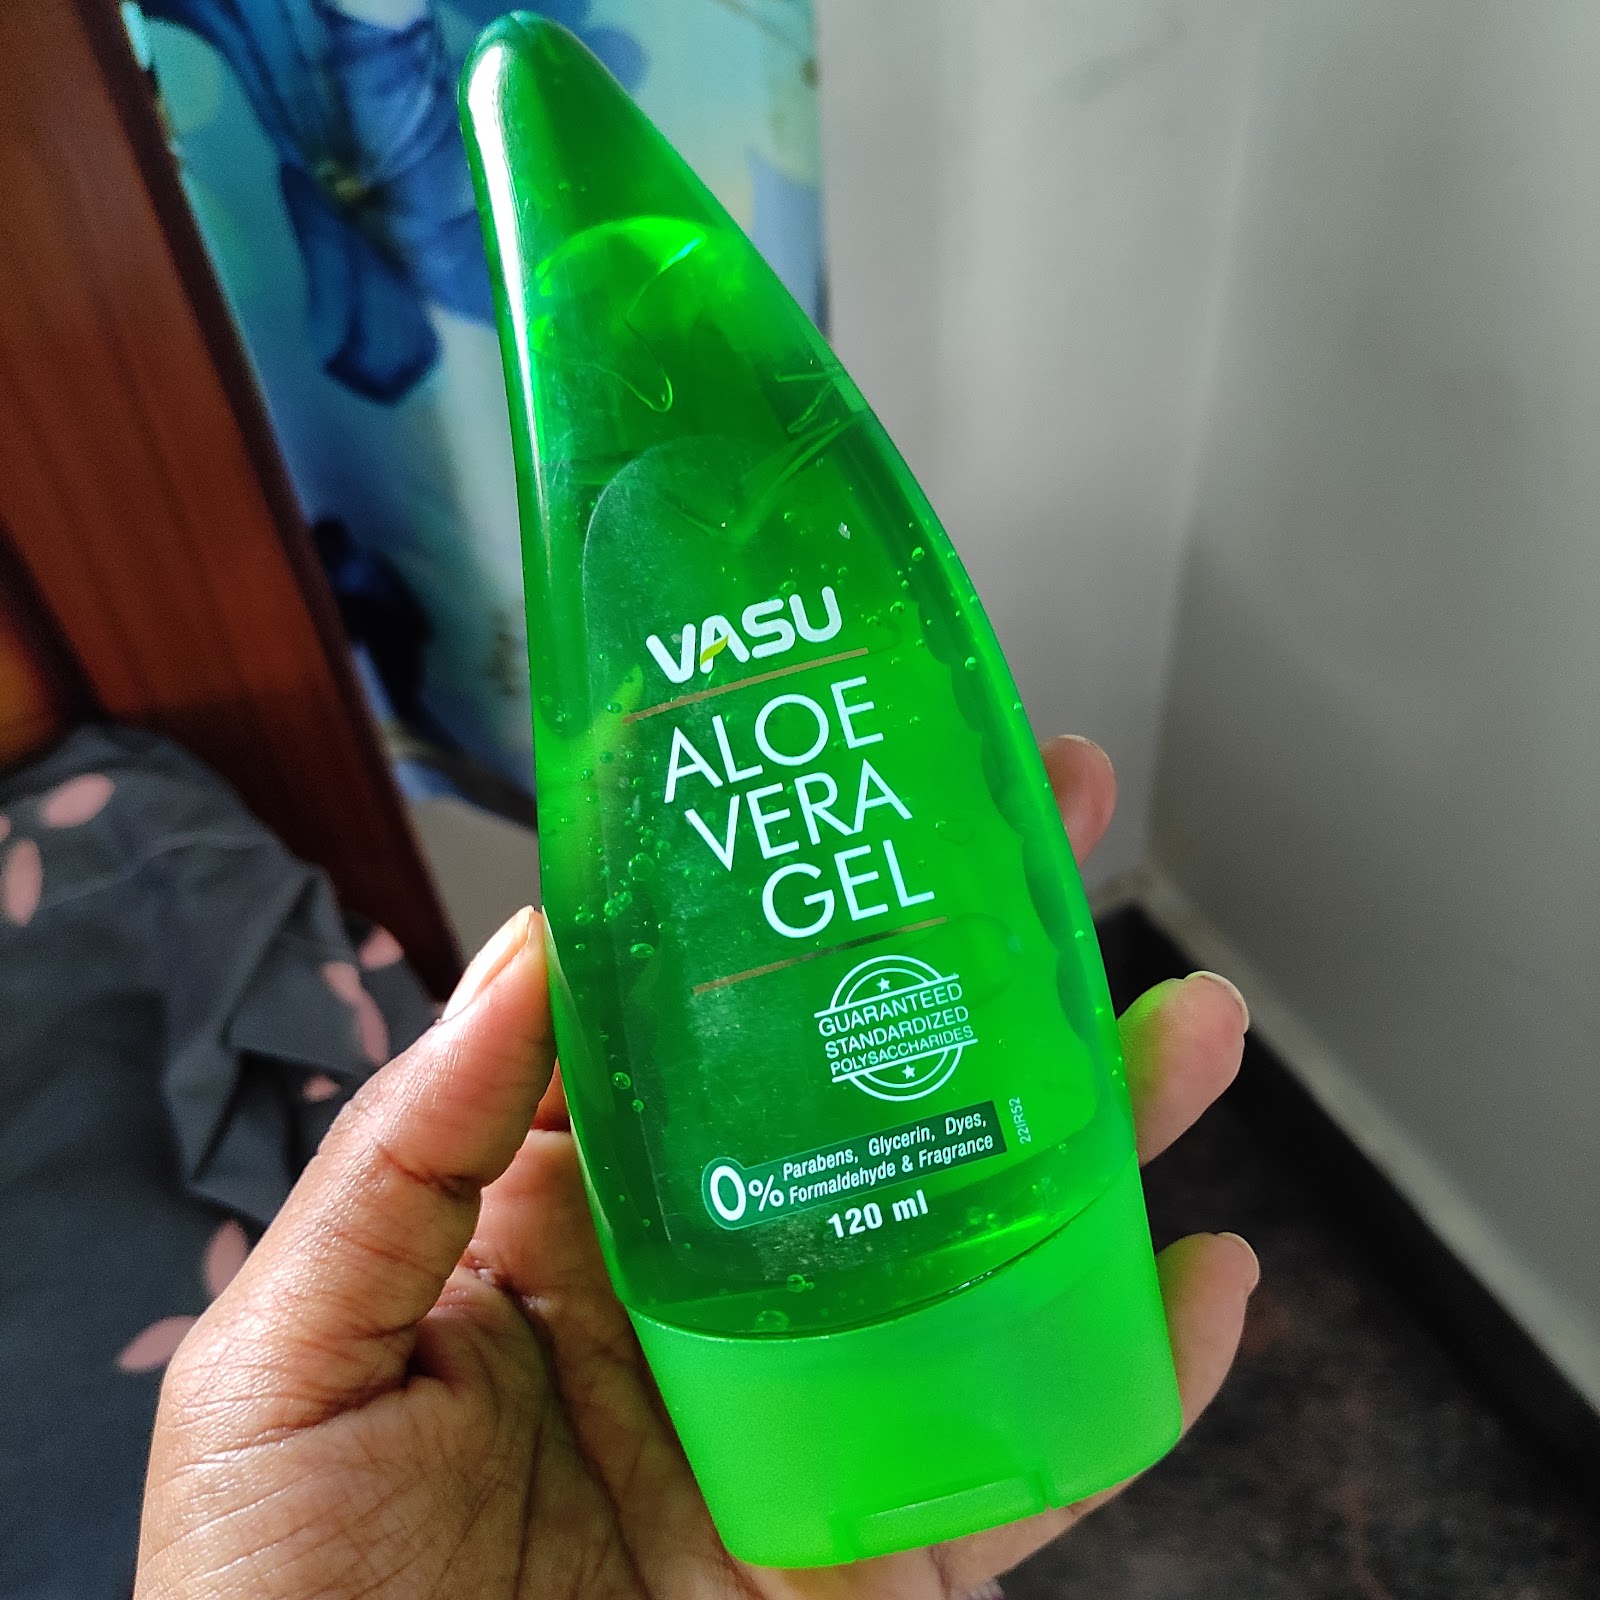 VASU
ALOE
VERA
GEL
GUARANTEED
STANDARDIZED
POLYSACCHARIDES
0% Parabens, Glycerin, Dyes,
Formaldehyde & Fragrance
120 ml
22IR52